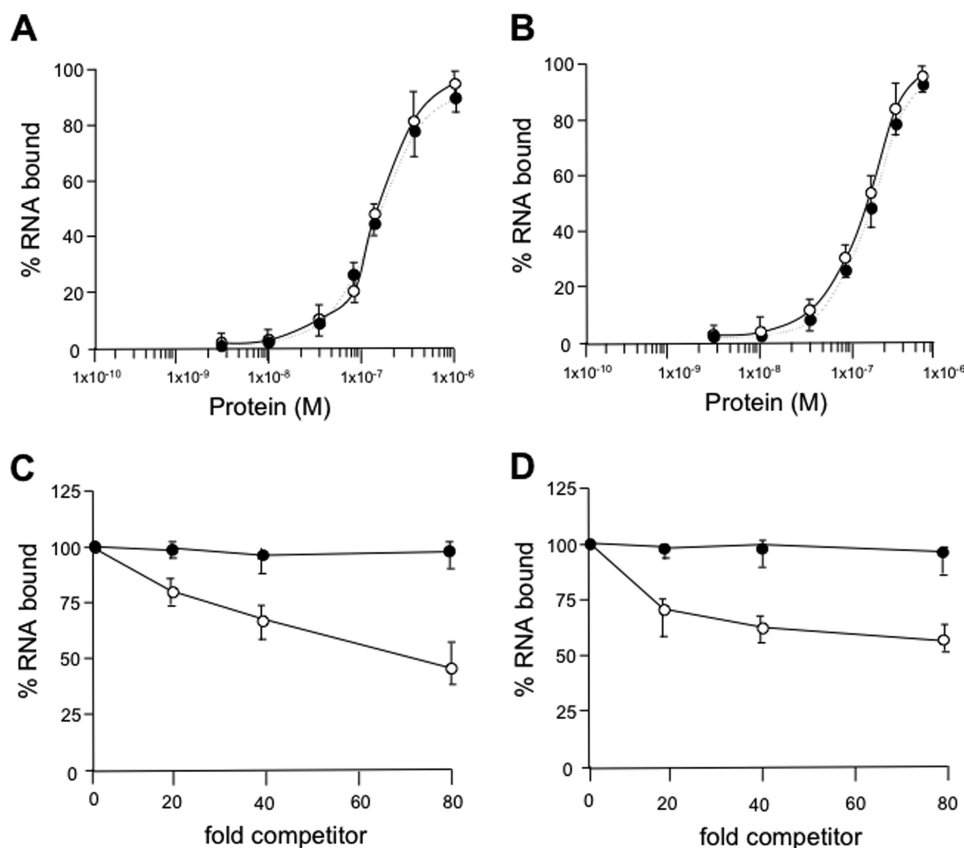 A
100
80
60
40
20
0
% RNA bound
1x10-10
1x10-9
1x10-8
1x10-7
1x10-6
Protein (M)
B
100
80
60
40
20
0
% RNA bound
1x10-10
1x10-9
1x10-8
1x10-7
1x10-6
Protein (M)
C
125
100
75
50
25
0
% RNA bound
0 20 40 60 80
fold competitor
D
125
100
75
50
25
0
% RNA bound
0 20 40 60 80
fold competitor